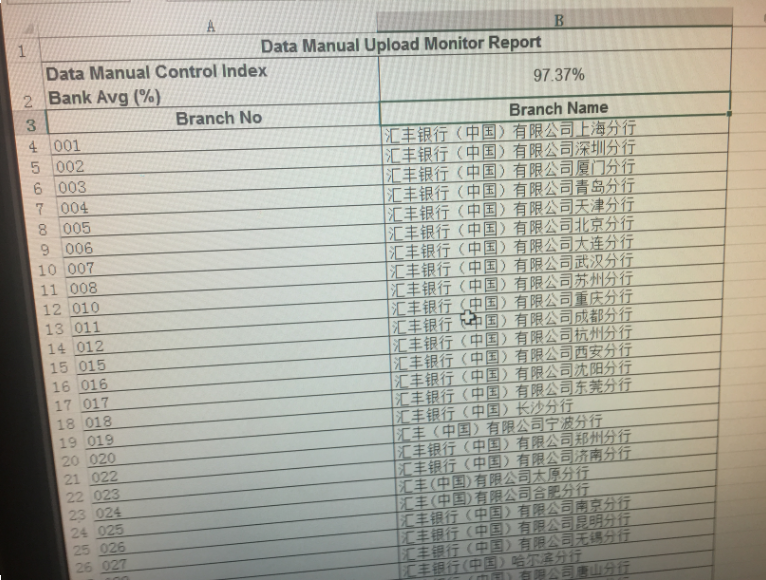 A B
1 Data Manual Upload Monitor Report
Data Manual Control Index
2 Bank Avg (%) 97.37%
3 Branch No Branch Name
4 001 汇丰银行（中国）有限公司上海分行
5 002 汇丰银行（中国）有限公司深圳分行
6 003 汇丰银行（中国）有限公司厦门分行
7 004 汇丰银行（中国）有限公司青岛分行
8 005 汇丰银行（中国）有限公司天津分行
9 006 汇丰银行（中国）有限公司北京分行
10 007 汇丰银行（中国）有限公司大连分行
11 008 汇丰银行（中国）有限公司武汉分行
12 010 汇丰银行（中国）有限公司苏州分行
13 011 汇丰银行（中国）有限公司重庆分行
14 012 汇丰银行（中国）有限公司成都分行
15 015 汇丰银行（中国）有限公司杭州分行
16 016 汇丰银行（中国）有限公司西安分行
17 017 汇丰银行（中国）有限公司沈阳分行
18 018 汇丰银行（中国）有限公司东莞分行
19 019 汇丰银行（中国）长沙分行
20 020 汇丰（中国）有限公司宁波分行
21 022 汇丰银行（中国）有限公司郑州分行
22 023 汇丰银行（中国）有限公司济南分行
23 024 汇丰(中国)有限公司太原分行
24 025 汇丰(中国)有限公司合肥分行
25 026 汇丰银行（中国）有限公司南京分行
26 027 汇丰银行（中国）有限公司昆明分行
汇丰银行（中国）有限公司无锡分行
汇丰银行(中国）哈尔滨分行
汇丰银行（中国）有限公司唐山分行